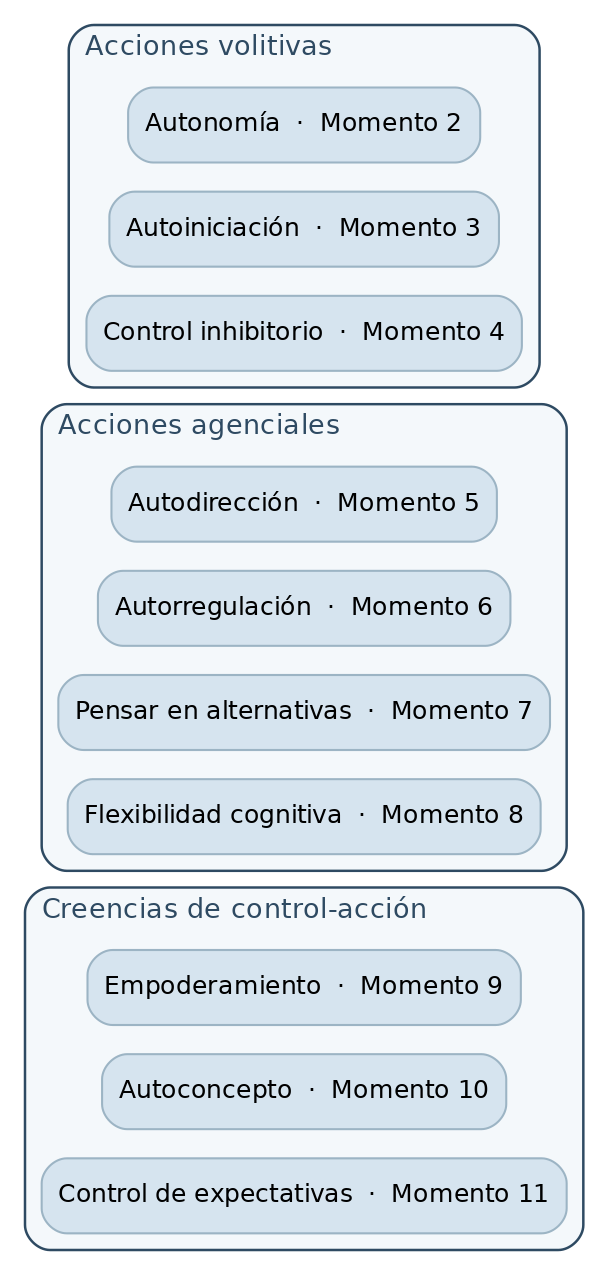 Acciones volitivas
Autonomía · Momento 2
Autoiniciación · Momento 3
Control inhibitorio · Momento 4
Acciones agenciales
Autodirección · Momento 5
Autorregulación · Momento 6
Pensar en alternativas · Momento 7
Flexibilidad cognitiva · Momento 8
Creencias de control-acción
Empoderamiento · Momento 9
Autoconcepto · Momento 10
Control de expectativas · Momento 11